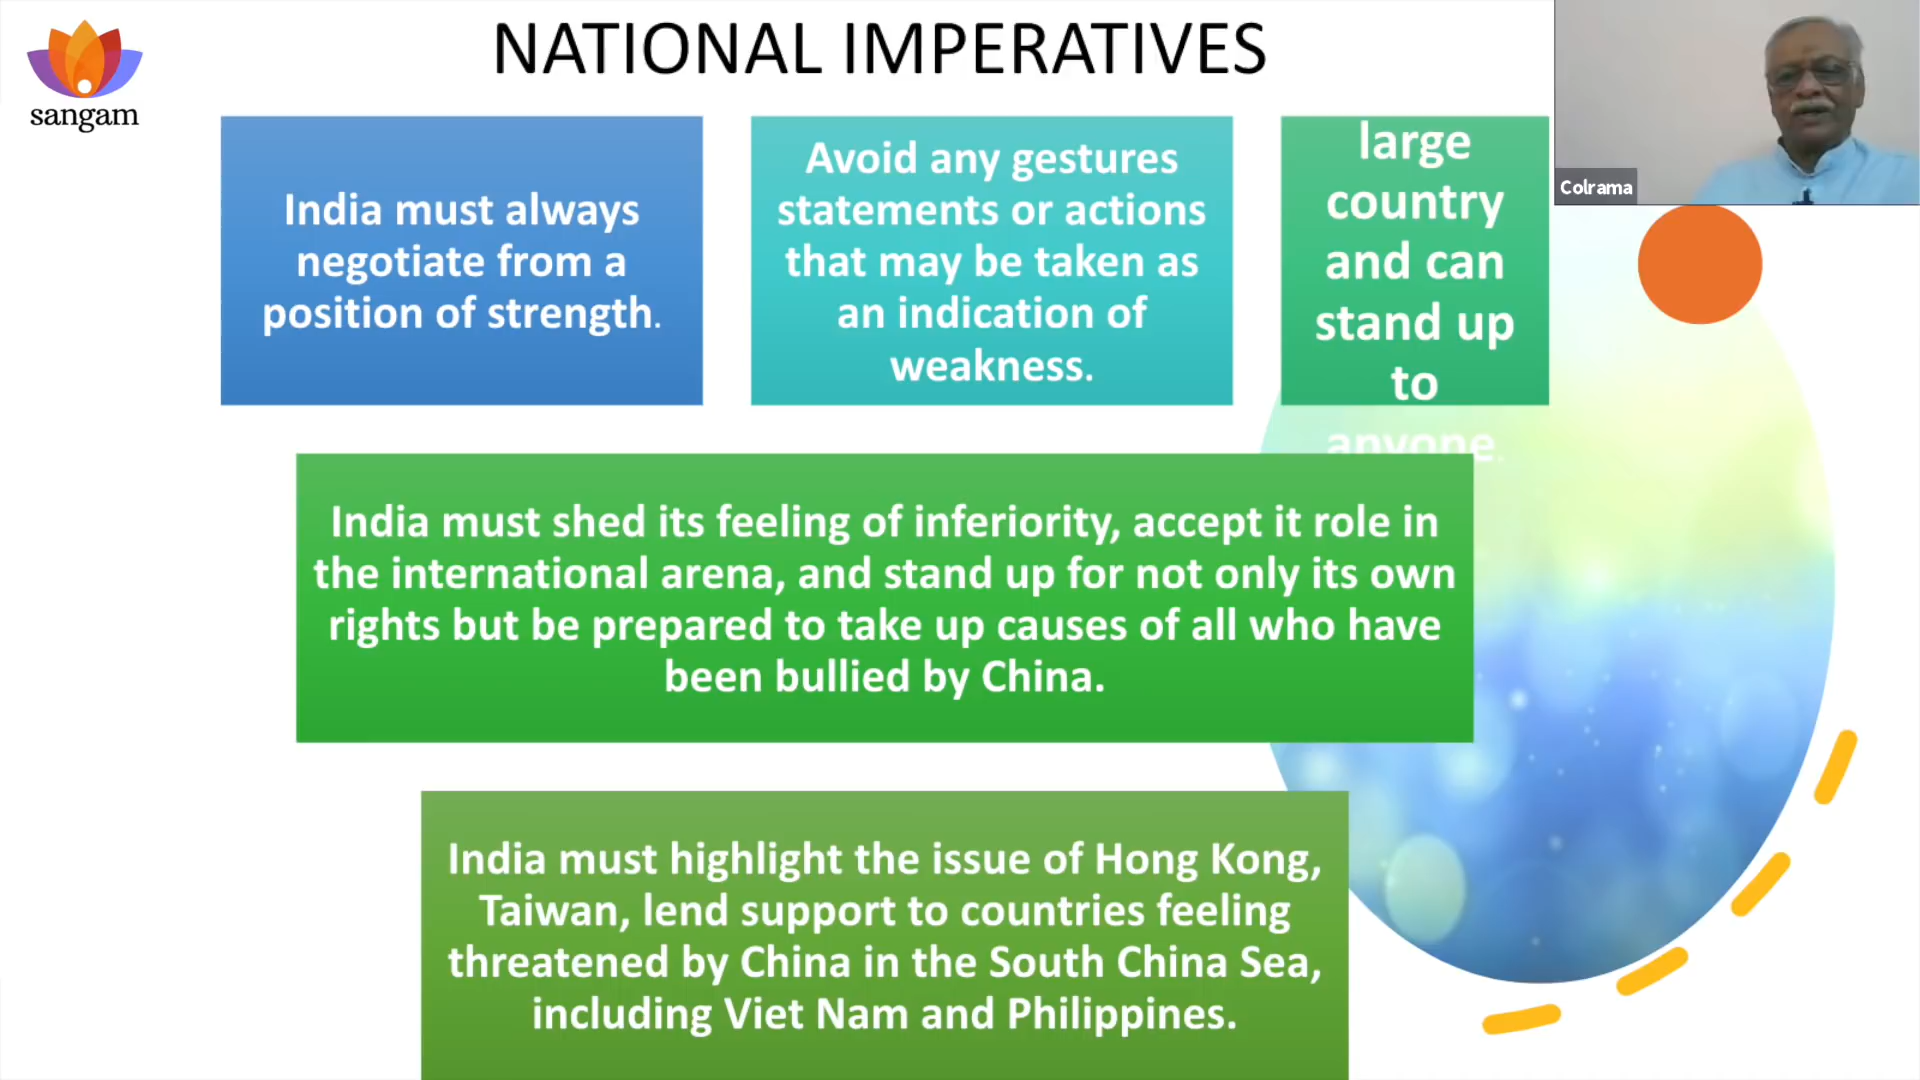 NATIONAL IMPERATIVES
sangam
India must always
negotiate from a
position of strength.
Avoid any gestures
statements or actions
that may be taken as
an indication of
weakness.
large
country
and can
stand up
to
anyone.
Colrama
India must shed its feeling of inferiority, accept it role in
the international arena, and stand up for not only its own
rights but be prepared to take up causes of all who have
been bullied by China.
India must highlight the issue of Hong Kong,
Taiwan, lend support to countries feeling
threatened by China in the South China Sea,
including Viet Nam and Philippines.